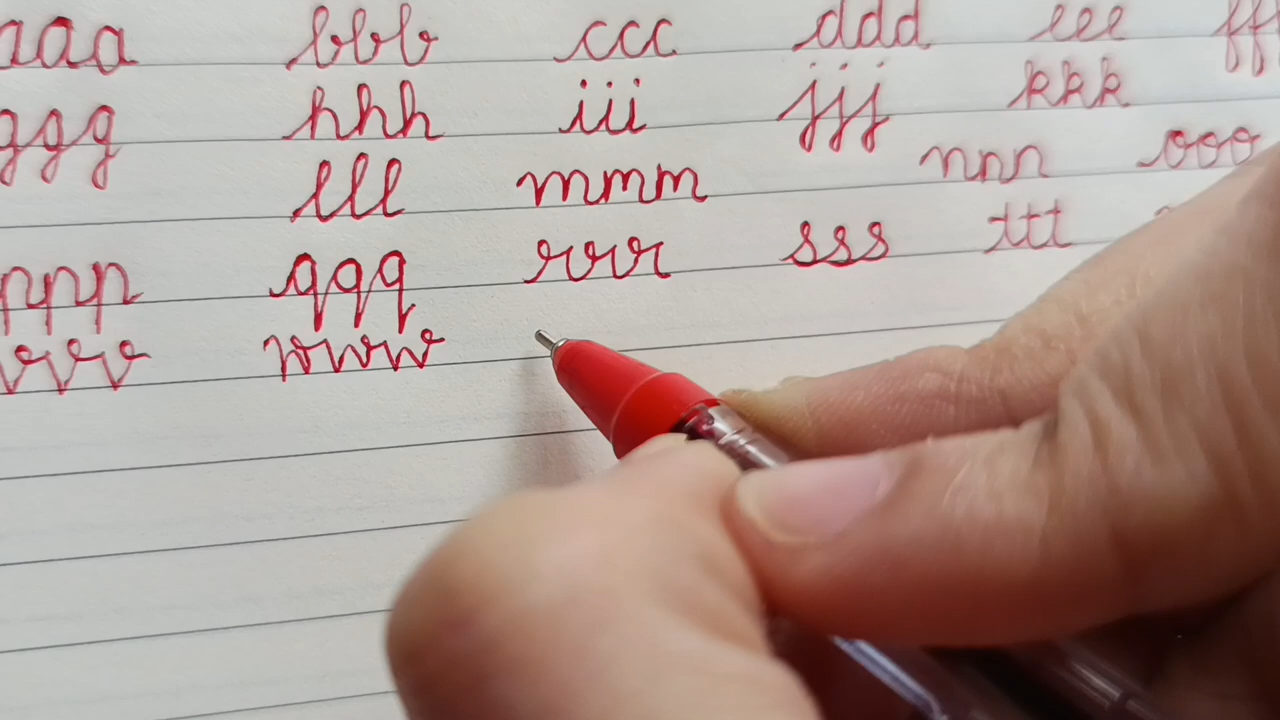 aaa bbb ccc ddd eee fff
ggg hhh iii jjj kkk
lll mmm nnn ooo
ppp qqq rrr sss ttt
vvv www